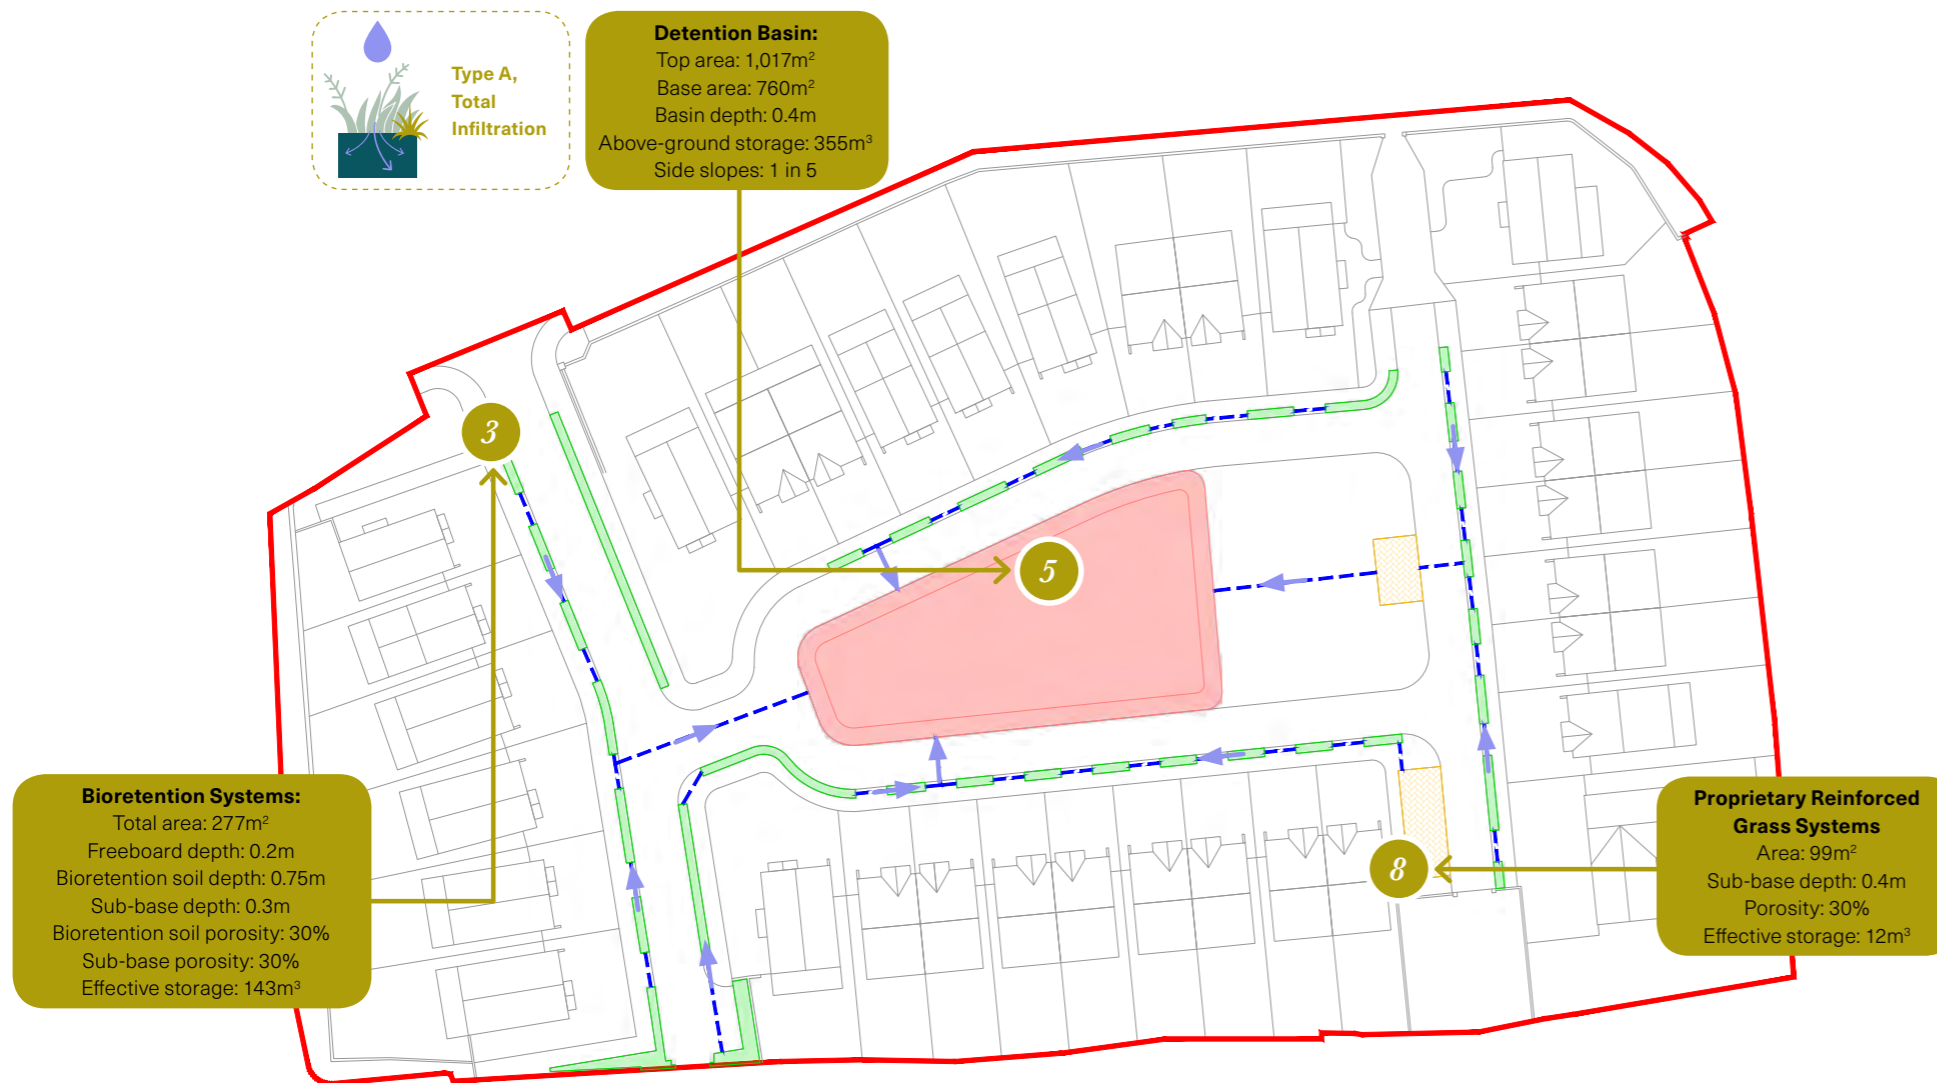 Type A,
Total
Infiltration
Detention Basin:
Top area: 1,017m²
Base area: 760m²
Basin depth: 0.4m
Above-ground storage: 355m³
Side slopes: 1 in 5
3
5
Bioretention Systems:
Total area: 277m²
Freeboard depth: 0.2m
Bioretention soil depth: 0.75m
Sub-base depth: 0.3m
Bioretention soil porosity: 30%
Sub-base porosity: 30%
Effective storage: 143m³
8
Proprietary Reinforced
Grass Systems
Area: 99m²
Sub-base depth: 0.4m
Porosity: 30%
Effective storage: 12m³